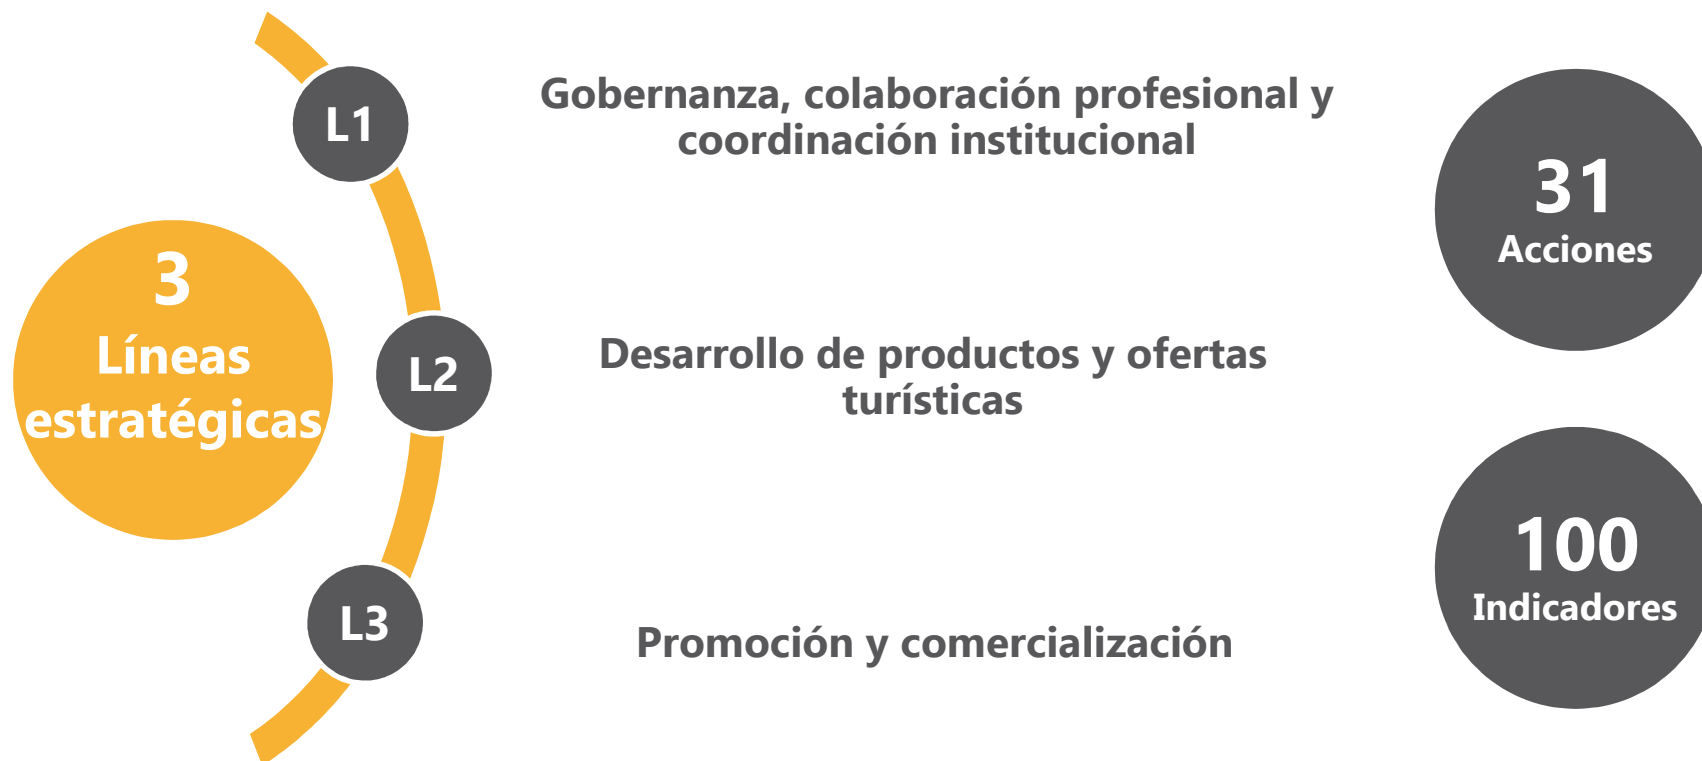 3
Líneas
estratégicas
L1
Gobernanza, colaboración profesional y
coordinación institucional
L2
Desarrollo de productos y ofertas
turísticas
L3
Promoción y comercialización
31
Acciones
100
Indicadores